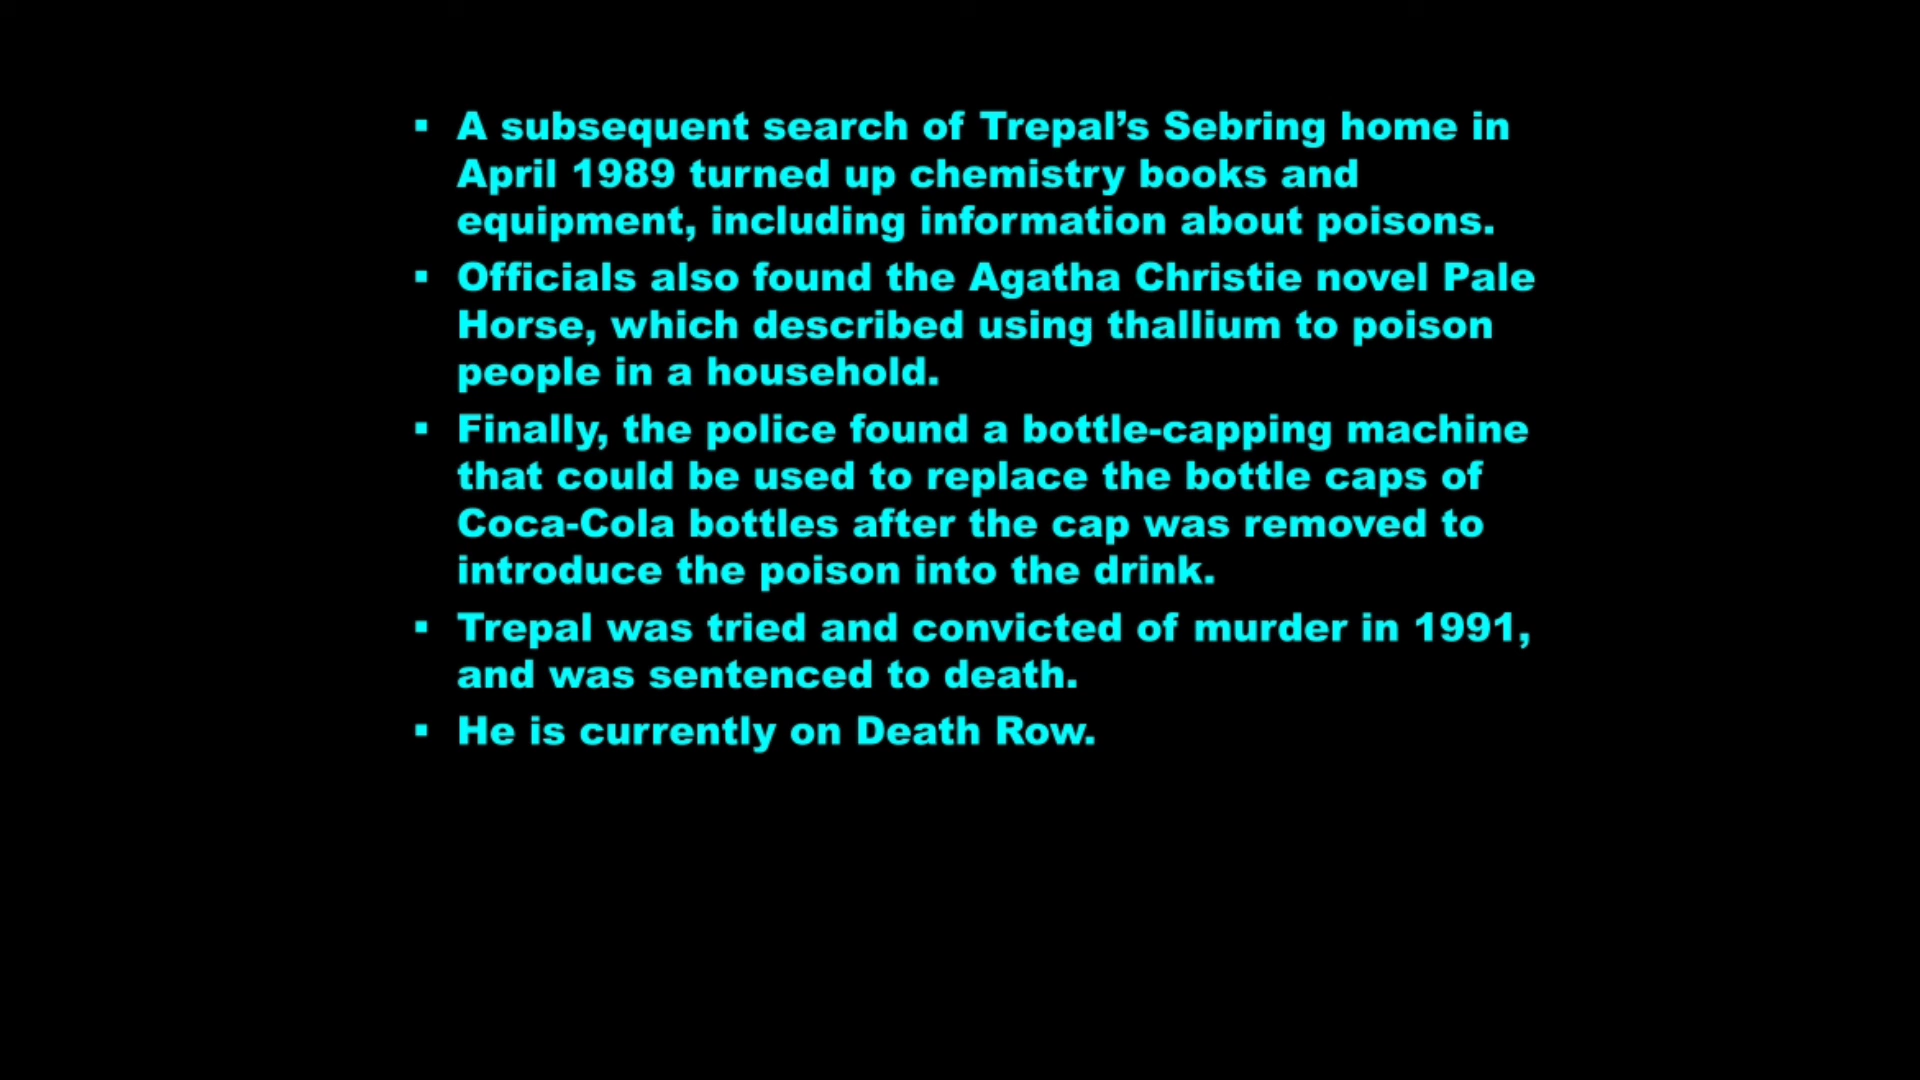 ▪ A subsequent search of Trepal’s Sebring home in
April 1989 turned up chemistry books and
equipment, including information about poisons.
▪ Officials also found the Agatha Christie novel Pale
Horse, which described using thallium to poison
people in a household.
▪ Finally, the police found a bottle-capping machine
that could be used to replace the bottle caps of
Coca-Cola bottles after the cap was removed to
introduce the poison into the drink.
▪ Trepal was tried and convicted of murder in 1991,
and was sentenced to death.
▪ He is currently on Death Row.